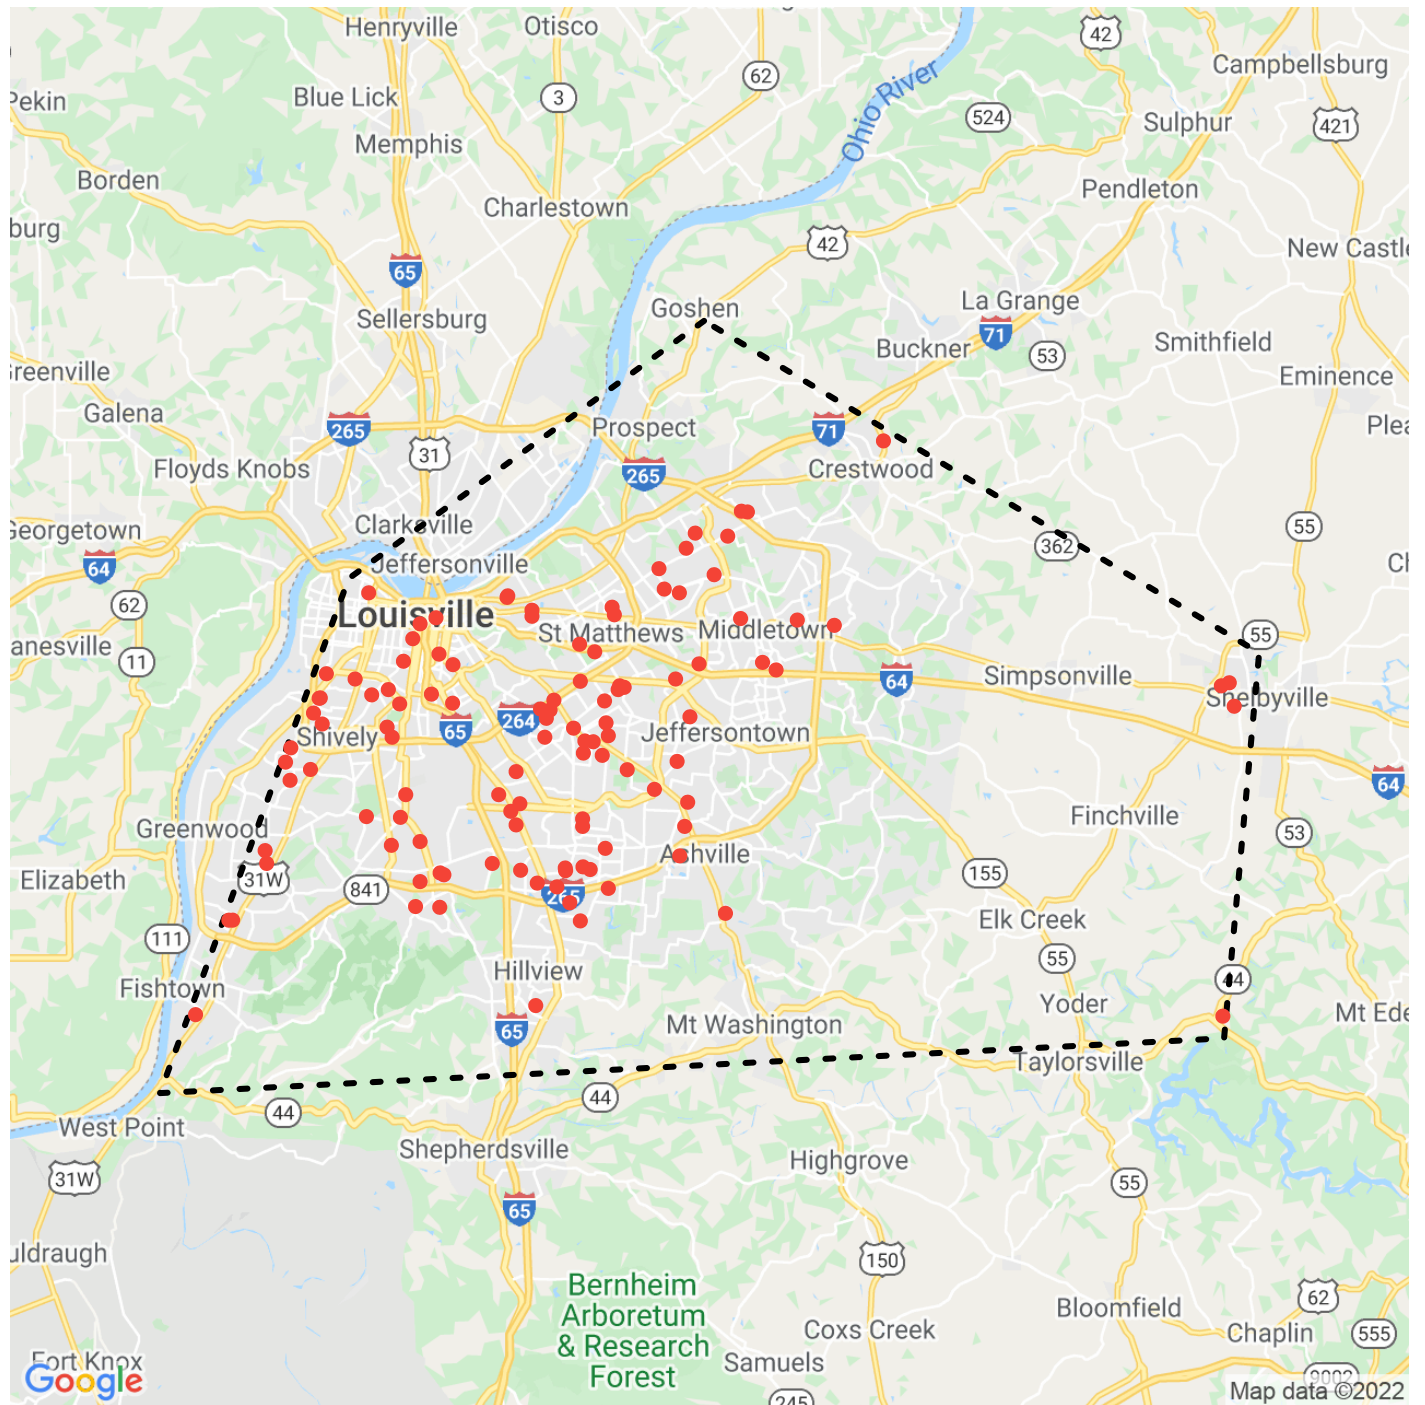 Henryville
Otisco
42
Campbellsburg
Pekin
Blue Lick
3
62
Ohio River
524
Sulphur
421
Memphis
Borden
Pendleton
Charlestown
burg
42
New Castle
65
Sellersburg
Goshen
La Grange
71
Smithfield
Buckner
53
Greenville
Eminence
Galena
265
Prospect
71
31
Floyds Knobs
265
Crestwood
Georgetown
Clarksville
55
362
64
Jeffersonville
62
Louisville
St Matthews
Middletown
55
anesville
11
64
Simpsonville
Shelbyville
264
65
Shively
Jeffersontown
64
Greenwood
Finchville
53
Ashville
Elizabeth
31W
841
265
155
Elk Creek
111
55
Hillview
44
Fishtown
Yoder
Mt Washington
65
Taylorsville
44
44
West Point
Shepherdsville
Highgrove
31W
55
65
uldraugh
150
Bernheim
Arboretum
& Research
Forest
62
Bloomfield
Coxs Creek
Chaplin
555
Samuels
Fort Knox
Google
9002
Map data ©2022
245